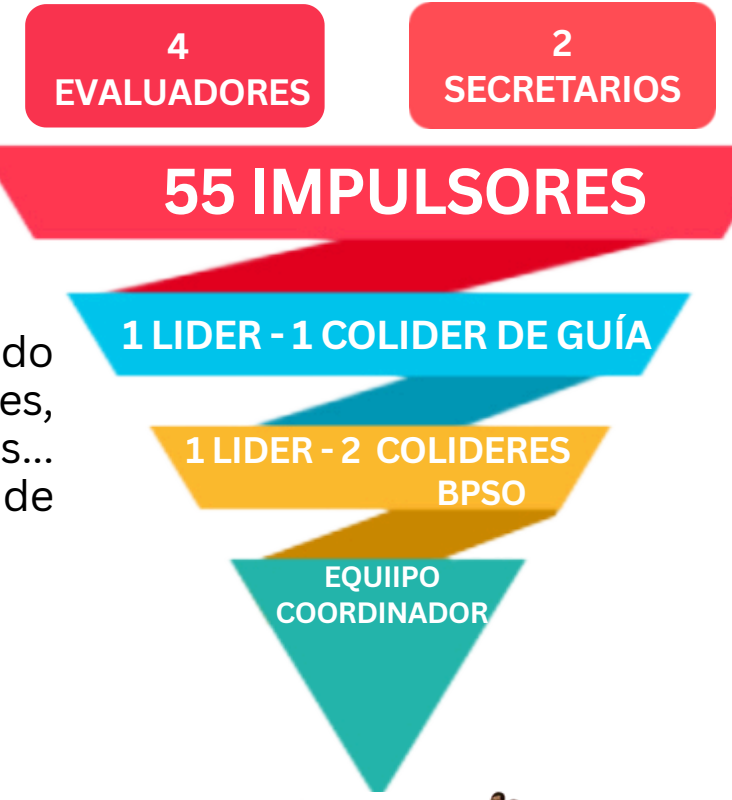 4
EVALUADORES
2
SECRETARIOS
55 IMPULSORES
1 LIDER - 1 COLIDER DE GUÍA
do
es,
s...
de
1 LIDER - 2 COLIDERES
BPSO
EQUIIPO
COORDINADOR